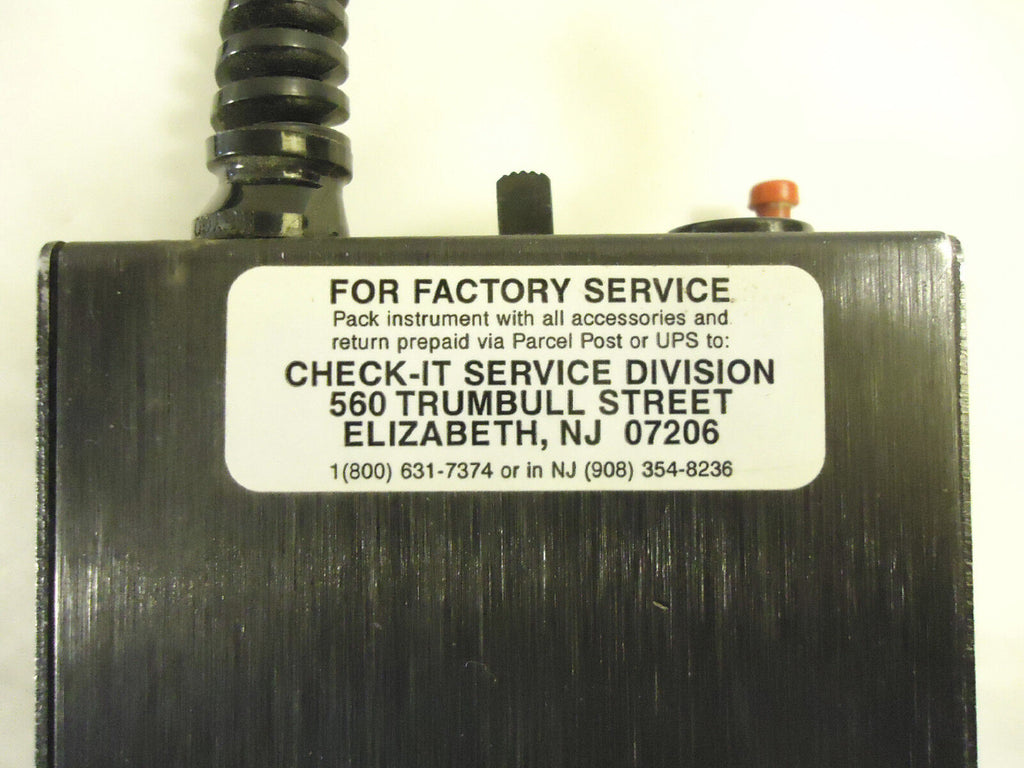 FOR FACTORY SERVICE
Pack instrument with all accessories and
return prepaid via Parcel Post or UPS to:
CHECK-IT SERVICE DIVISION
560 TRUMBULL STREET
ELIZABETH, NJ 07206
1(800) 631-7374 or in NJ (908) 354-8236